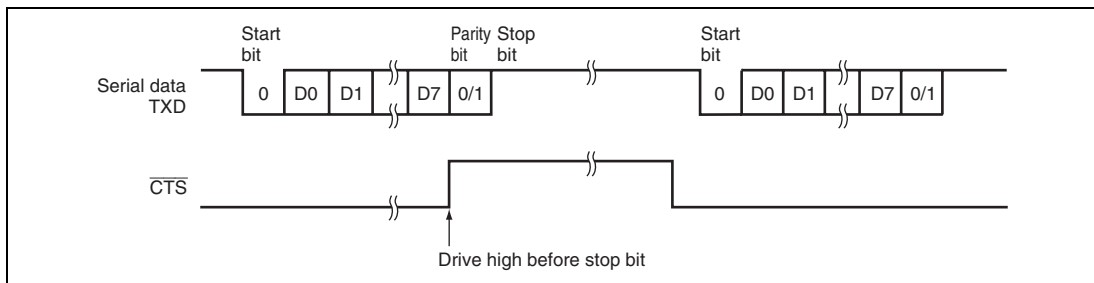 Start
bit
Parity
bit
Stop
bit
Start
bit
Serial data
TXD
0
D0
D1
D7
0/1
0
D0
D1
D7
0/1
CTS
Drive high before stop bit